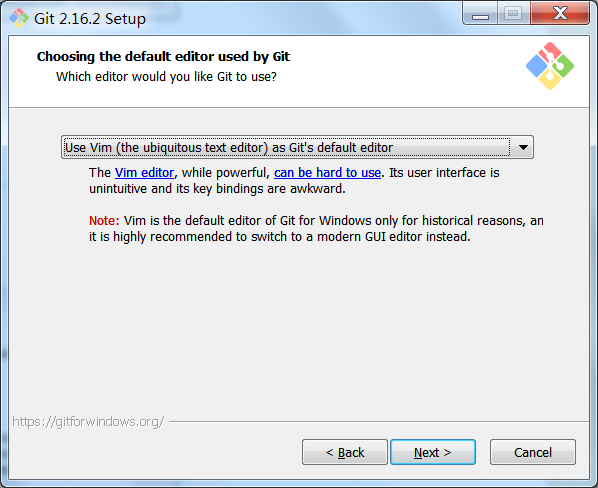 Git 2.16.2 Setup
Choosing the default editor used by Git
Which editor would you like Git to use?
Use Vim (the ubiquitous text editor) as Git's default editor
The Vim editor, while powerful, can be hard to use. Its user interface is
unintuitive and its key bindings are awkward.
Note: Vim is the default editor of Git for Windows only for historical reasons, an
it is highly recommended to switch to a modern GUI editor instead.
https://gitforwindows.org/
< Back
Next >
Cancel